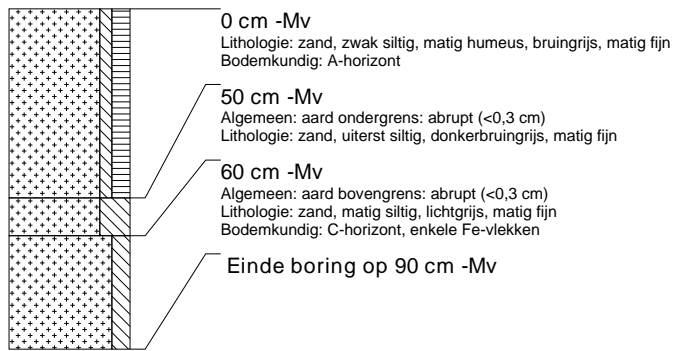 0 cm -Mv
Lithologie: zand, zwak siltig, matig humeus, bruingrijs, matig fijn
Bodemkundig: A-horizont
50 cm -Mv
Algemeen: aard ondergrens: abrupt (<0,3 cm)
Lithologie: zand, uiterst siltig, donkerbruingrijs, matig fijn
60 cm -Mv
Algemeen: aard bovengrens: abrupt (<0,3 cm)
Lithologie: zand, matig siltig, lichtgrijs, matig fijn
Bodemkundig: C-horizont, enkele Fe-vlekken
Einde boring op 90 cm -Mv